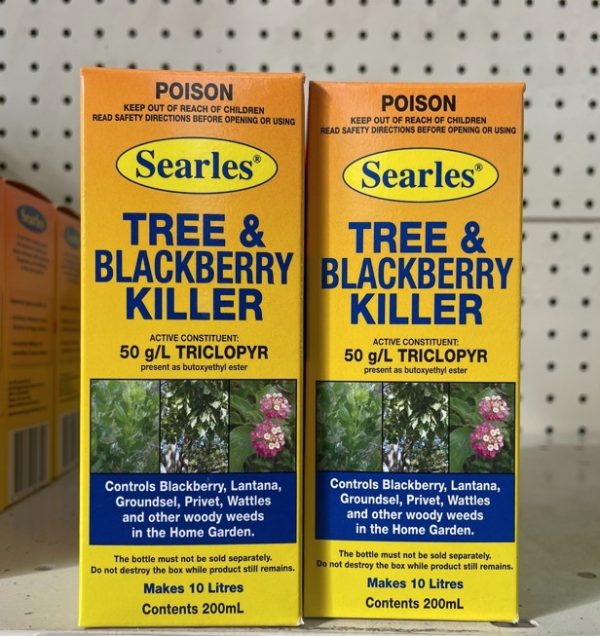 POISON
KEEP OUT OF REACH OF CHILDREN
READ SAFETY DIRECTIONS BEFORE OPENING OR USING
Searles®
TREE &
BLACKBERRY
KILLER
ACTIVE CONSTITUENT:
50 g/L TRICLOPYR
present as butoxyethyl ester
Controls Blackberry, Lantana,
Groundsel, Privet, Wattles
and other woody weeds
in the Home Garden.
The bottle must not be sold separately.
Do not destroy the box while product still remains.
Makes 10 Litres
Contents 200mL
POISON
KEEP OUT OF REACH OF CHILDREN
READ SAFETY DIRECTIONS BEFORE OPENING OR USING
Searles®
TREE &
BLACKBERRY
KILLER
ACTIVE CONSTITUENT:
50 g/L TRICLOPYR
present as butoxyethyl ester
Controls Blackberry, Lantana,
Groundsel, Privet, Wattles
and other woody weeds
in the Home Garden.
The bottle must not be sold separately.
Do not destroy the box while product still remains.
Makes 10 Litres
Contents 200mL
Searles